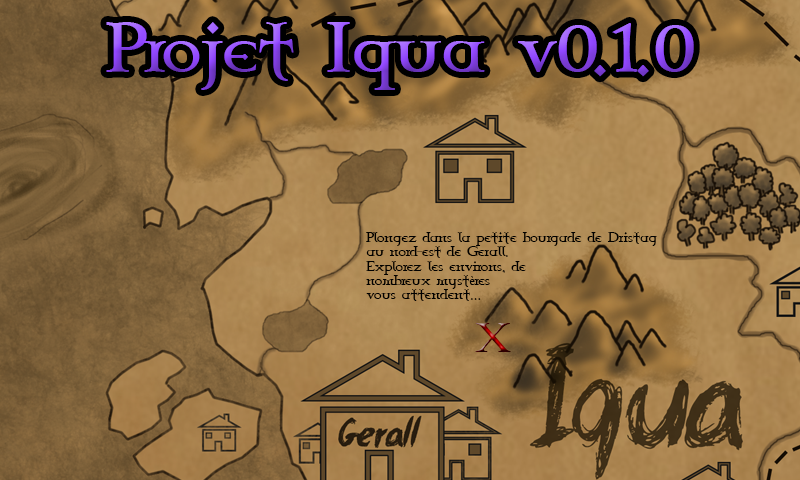 Projet Iqua v0.1.0
Plongez dans la petite bourgade de Dristag
au nord-est de Gerall.
Explorez les environs, de
nombreux mystères
vous attendent...
X
Iqua
Gerall